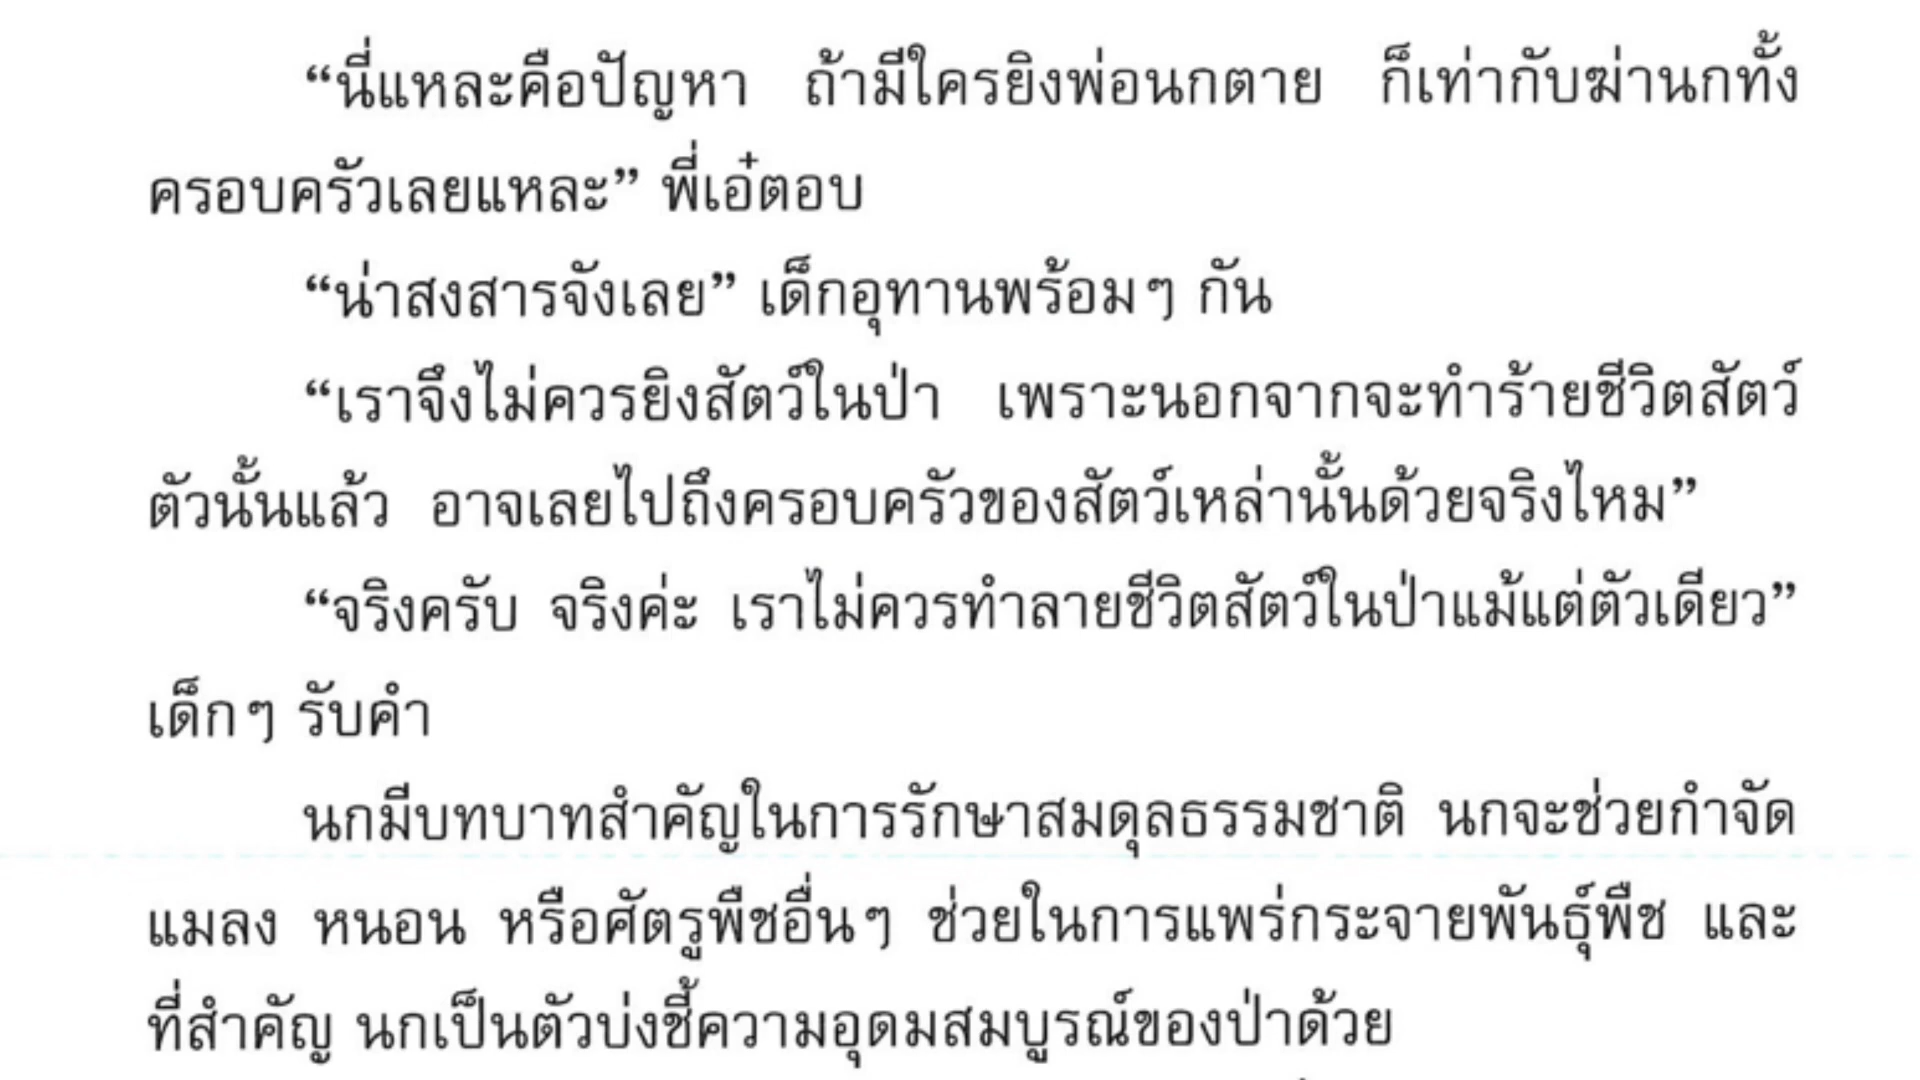 “นี่แหละคือปัญหา ถ้ามีใครยิงพ่อนกตาย ก็เท่ากับฆ่านกทั้ง
ครอบครัวเลยแหละ” พี่เอ๋ตอบ
“น่าสงสารจังเลย” เด็กอุทานพร้อมๆ กัน
“เราจึงไม่ควรยิงสัตว์ในป่า เพราะนอกจากจะทำร้ายชีวิตสัตว์
ตัวนั้นแล้ว อาจเลยไปถึงครอบครัวของสัตว์เหล่านั้นด้วยจริงไหม”
“จริงครับ จริงค่ะ เราไม่ควรทำลายชีวิตสัตว์ในป่าแม้แต่ตัวเดียว”
เด็กๆ รับคำ
นกมีบทบาทสำคัญในการรักษาสมดุลธรรมชาติ นกจะช่วยกำจัด
แมลง หนอน หรือศัตรูพืชอื่นๆ ช่วยในการแพร่กระจายพันธุ์พืช และ
ที่สำคัญ นกเป็นตัวบ่งชี้ความอุดมสมบูรณ์ของป่าด้วย